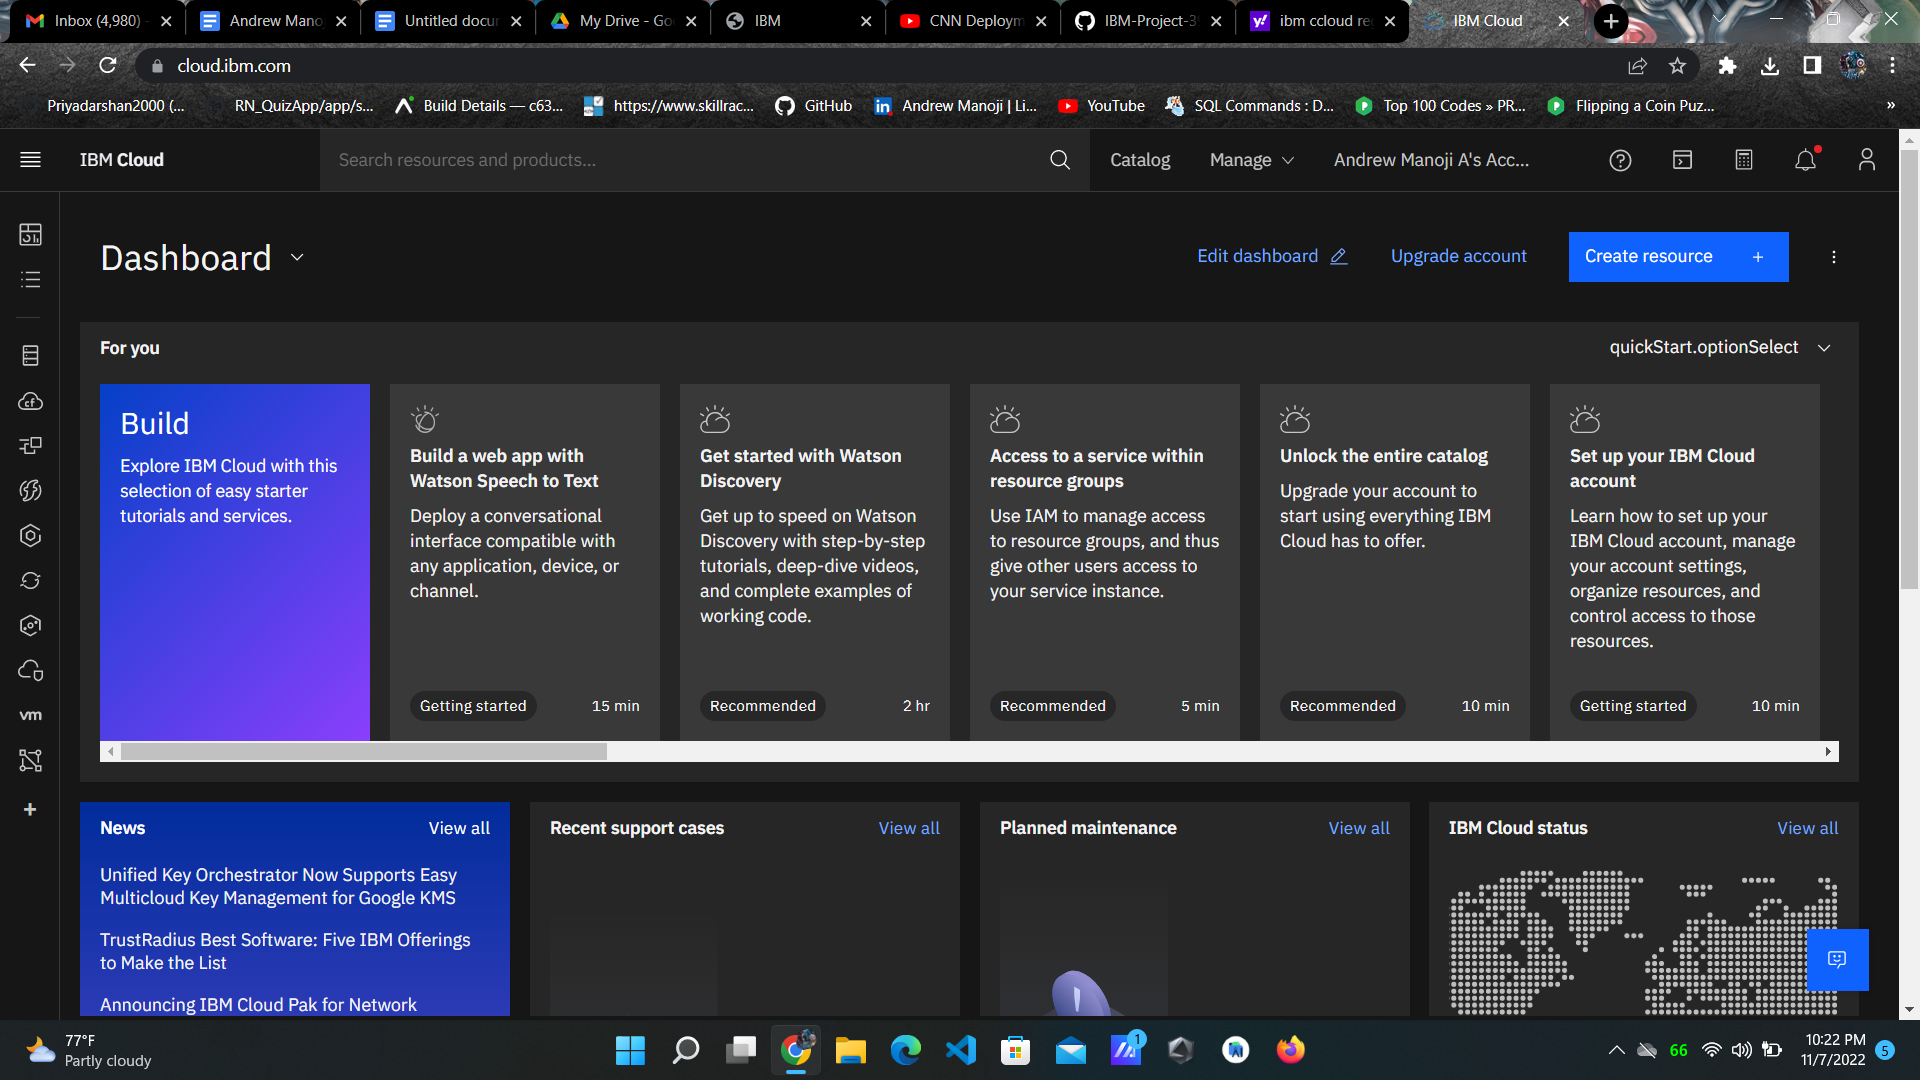 Inbox (4,980) -
Andrew Mano
Untitled docum
My Drive - Go
IBM
CNN Deploym
IBM-Project-3
ibm ccloud re
IBM Cloud
cloud.ibm.com
Priyadarshan2000 (...
RN_QuizApp/app/s...
Build Details — c63...
https://www.skillrac...
GitHub
Andrew Manoji | Li...
YouTube
SQL Commands : D...
Top 100 Codes » PR...
Flipping a Coin Puz...
»
IBM Cloud
Search resources and products...
Catalog
Manage
Andrew Manoji A's Acc...
Dashboard
Edit dashboard
Upgrade account
Create resource +
For you
quickStart.optionSelect
Build
Explore IBM Cloud with this
selection of easy starter
tutorials and services.
Build a web app with
Watson Speech to Text
Deploy a conversational
interface compatible with
any application, device, or
channel.
Getting started 15 min
Get started with Watson
Discovery
Get up to speed on Watson
Discovery with step-by-step
tutorials, deep-dive videos,
and complete examples of
working code.
Recommended 2 hr
Access to a service within
resource groups
Use IAM to manage access
to resource groups, and thus
give other users access to
your service instance.
Recommended 5 min
Unlock the entire catalog
Upgrade your account to
start using everything IBM
Cloud has to offer.
Recommended 10 min
Set up your IBM Cloud
account
Learn how to set up your
IBM Cloud account, manage
your account settings,
organize resources, and
control access to those
resources.
Getting started 10 min
cf
vm
News View all
Unified Key Orchestrator Now Supports Easy
Multicloud Key Management for Google KMS
TrustRadius Best Software: Five IBM Offerings
to Make the List
Announcing IBM Cloud Pak for Network
Recent support cases View all
Planned maintenance View all
IBM Cloud status View all
77°F
Partly cloudy
1
66
10:22 PM
11/7/2022
5